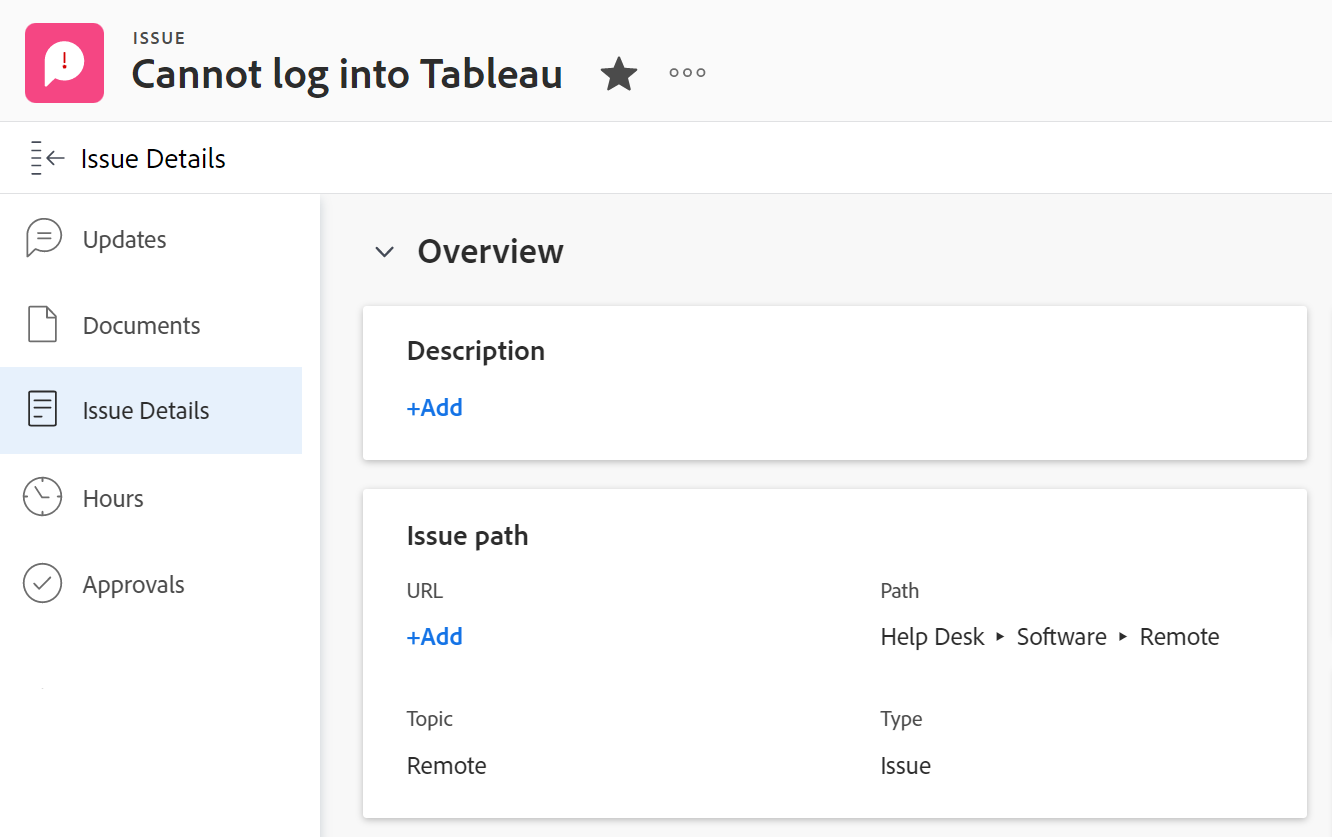 ISSUE
Cannot log into Tableau
Issue Details
Updates
Documents
Issue Details
Hours
Approvals
Overview
Description
+Add
Issue path
URL
Path
+Add
Help Desk ▸ Software ▸ Remote
Topic
Type
Remote
Issue